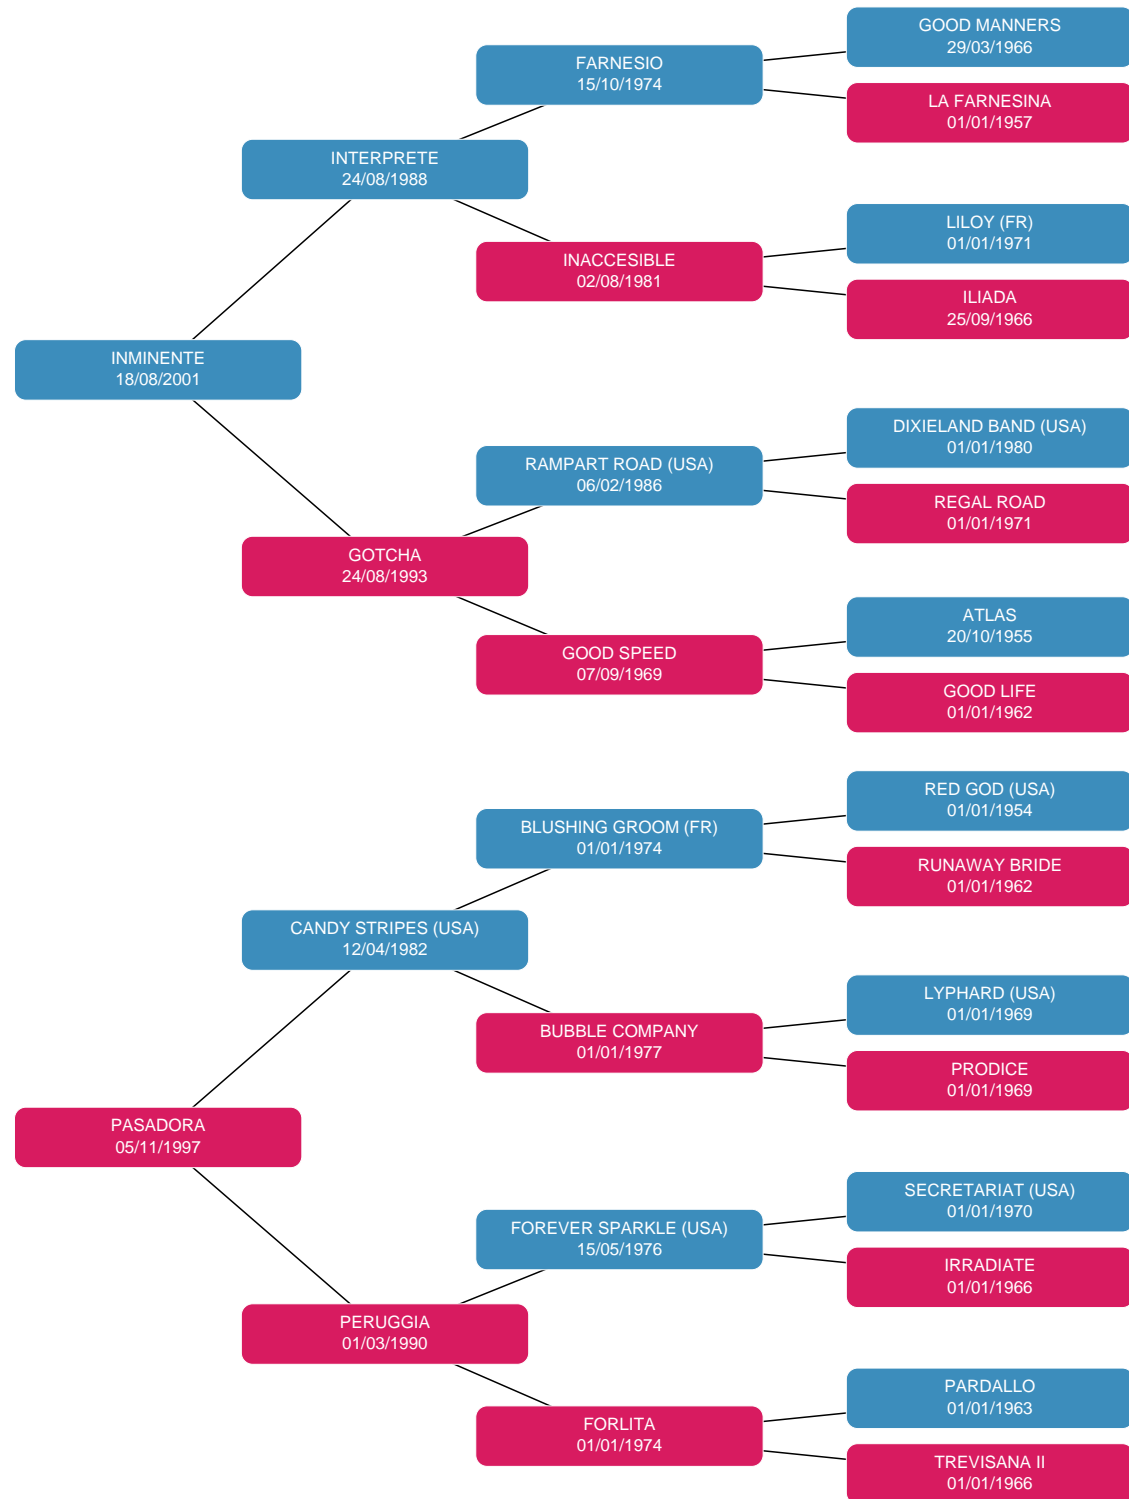 GOOD MANNERS
29/03/1966
FARNESIO
15/10/1974
LA FARNESINA
01/01/1957
INTERPRETE
24/08/1988
LILOY (FR)
01/01/1971
INACCESIBLE
02/08/1981
ILIADA
25/09/1966
INMINENTE
18/08/2001
DIXIELAND BAND (USA)
01/01/1980
RAMPART ROAD (USA)
06/02/1986
REGAL ROAD
01/01/1971
GOTCHA
24/08/1993
ATLAS
20/10/1955
GOOD SPEED
07/09/1969
GOOD LIFE
01/01/1962
RED GOD (USA)
01/01/1954
BLUSHING GROOM (FR)
01/01/1974
RUNAWAY BRIDE
01/01/1962
CANDY STRIPES (USA)
12/04/1982
LYPHARD (USA)
01/01/1969
BUBBLE COMPANY
01/01/1977
PRODICE
01/01/1969
PASADORA
05/11/1997
SECRETARIAT (USA)
01/01/1970
FOREVER SPARKLE (USA)
15/05/1976
IRRADIATE
01/01/1966
PERUGGIA
01/03/1990
PARDALLO
01/01/1963
FORLITA
01/01/1974
TREVISANA II
01/01/1966